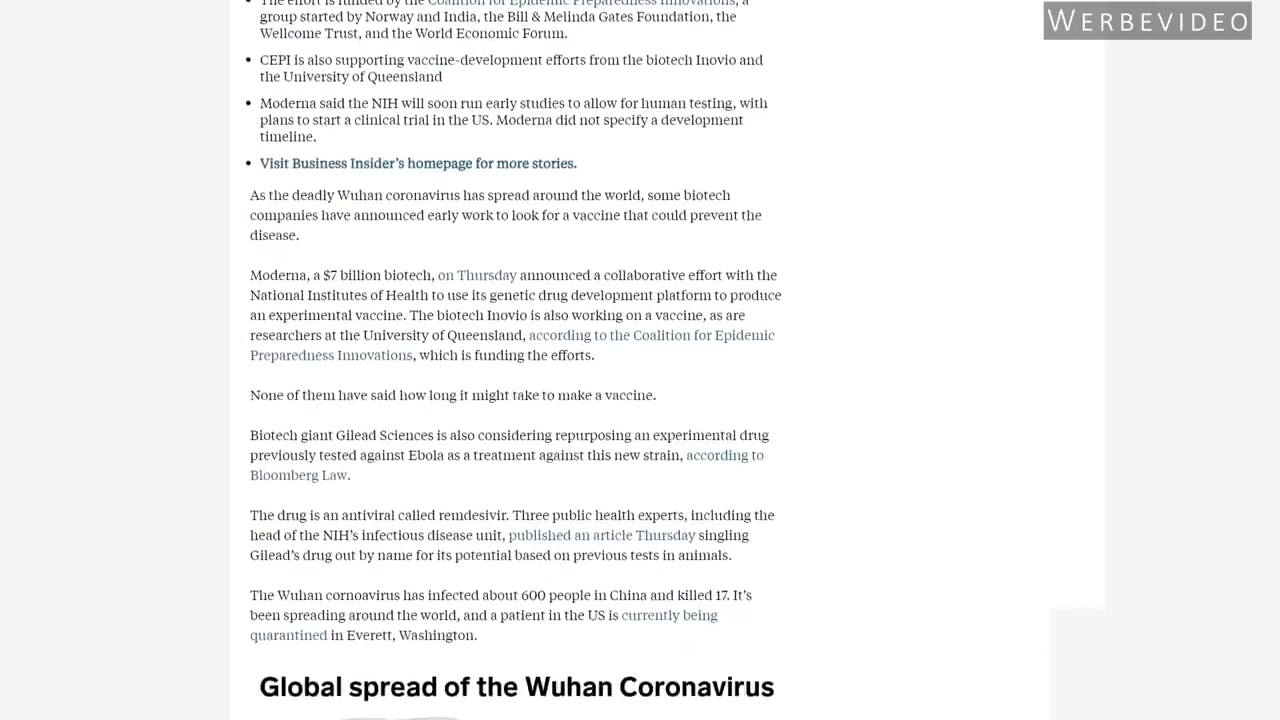 WERBEVIDEO
The effort is funded by the Coalition for Epidemic Preparedness Innovations, a
group started by Norway and India, the Bill & Melinda Gates Foundation, the
Wellcome Trust, and the World Economic Forum.
• CEPI is also supporting vaccine-development efforts from the biotech Inovio and
the University of Queensland
• Moderna said the NIH will soon run early studies to allow for human testing, with
plans to start a clinical trial in the US. Moderna did not specify a development
timeline.
• Visit Business Insider's homepage for more stories.
As the deadly Wuhan coronavirus has spread around the world, some biotech
companies have announced early work to look for a vaccine that could prevent the
disease.
Moderna, a $7 billion biotech, on Thursday announced a collaborative effort with the
National Institutes of Health to use its genetic drug development platform to produce
an experimental vaccine. The biotech Inovio is also working on a vaccine, as are
researchers at the University of Queensland, according to the Coalition for Epidemic
Preparedness Innovations, which is funding the efforts.
None of them have said how long it might take to make a vaccine.
Biotech giant Gilead Sciences is also considering repurposing an experimental drug
previously tested against Ebola as a treatment against this new strain, according to
Bloomberg Law.
The drug is an antiviral called remdesivir. Three public health experts, including the
head of the NIH's infectious disease unit, published an article Thursday singling
Gilead's drug out by name for its potential based on previous tests in animals.
The Wuhan cornoavirus has infected about 600 people in China and killed 17. It's
been spreading around the world, and a patient in the US is currently being
quarantined in Everett, Washington.
Global spread of the Wuhan Coronavirus